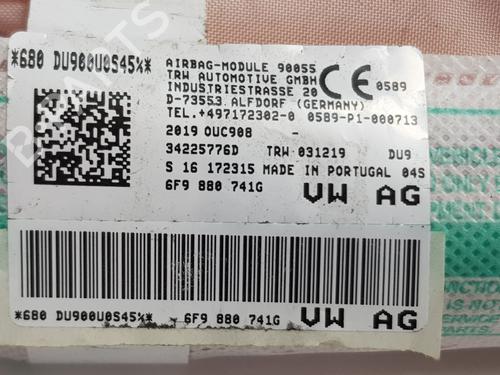 *680 DU900U0S45%*
AIRBAG-MODULE 90055
TRW AUTOMOTIVE GMBH
INDUSTRIESTRASSE 20
CE 0589
D-73553 ALFDORF (GERMANY)
TEL.+497172302-0 0589-P1-000713
2019 OUC908 -
34225776D TRW 031219 DU9
S 16 172315 MADE IN PORTUGAL 04S
6F9 880 741G VW AG
*680 DU900U0S45%* 6F9 880 741G VW AG